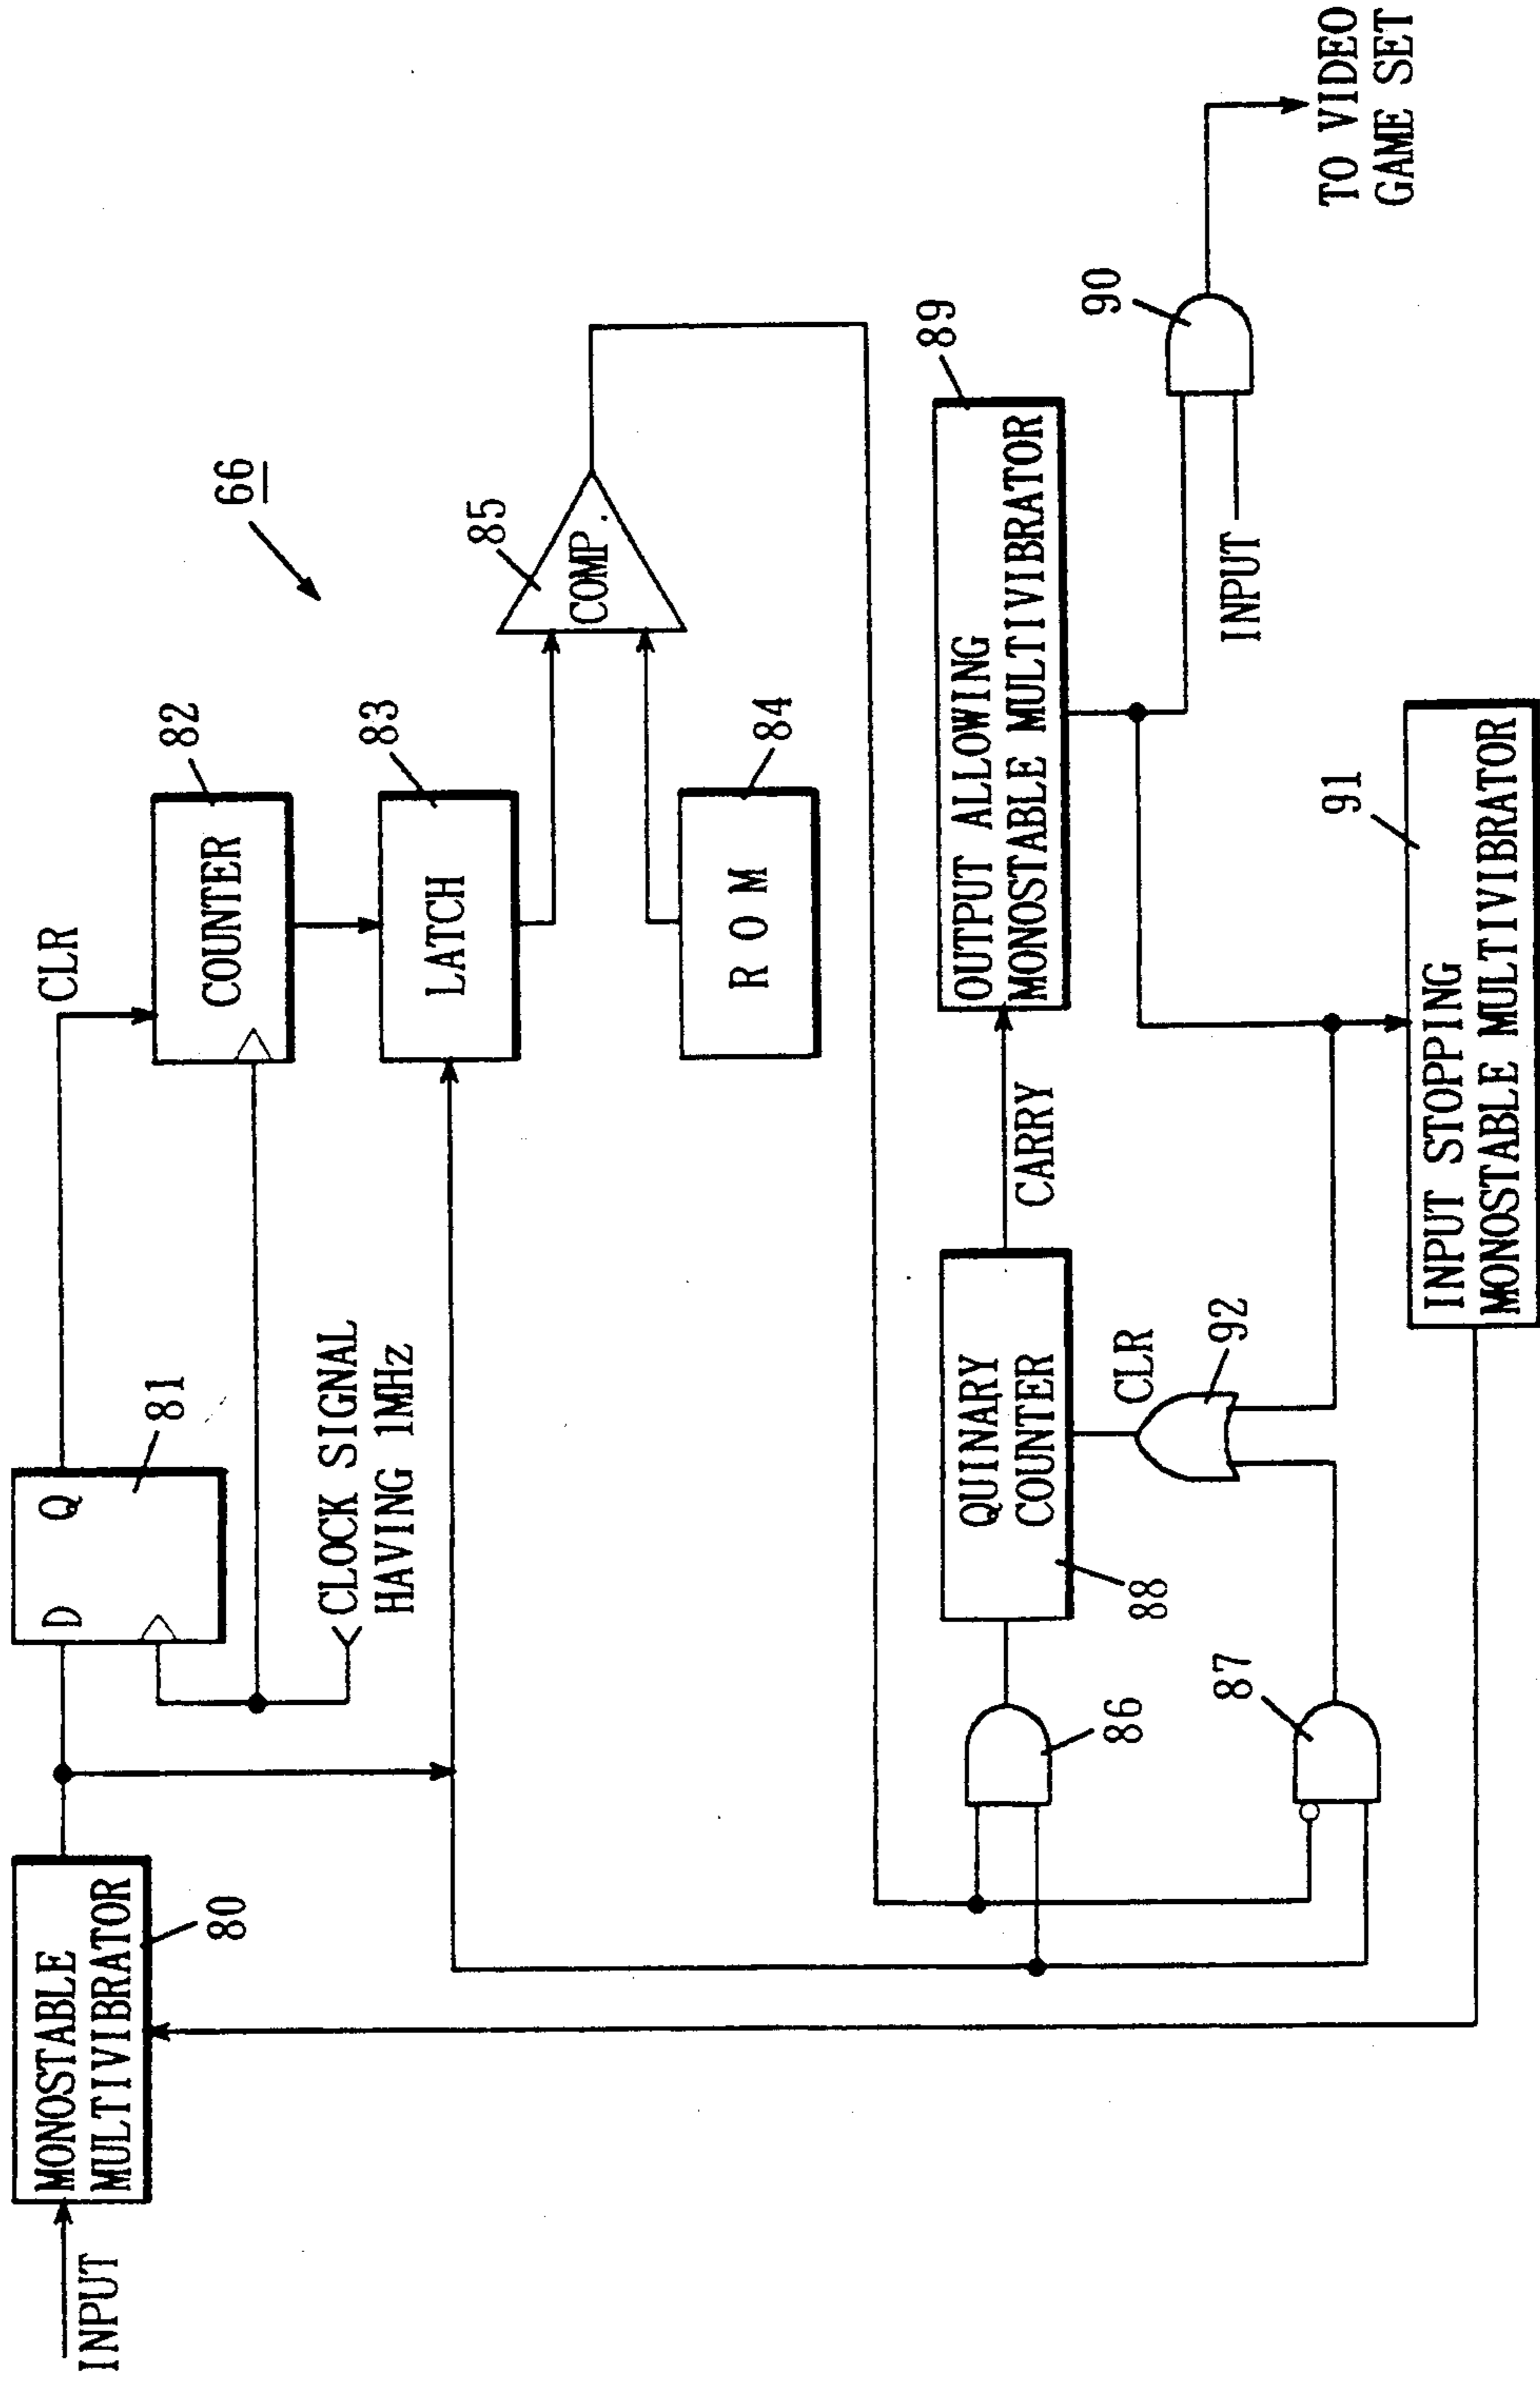 66
INPUT
MONOSTABLE
MULTIVIBRATOR
80
D Q
81
CLOCK SIGNAL
HAVING 1MHz
CLR
COUNTER
82
LATCH
83
ROM
84
COMP.
85
86
87
QUINARY
COUNTER
88
CLR
92
CARRY
OUTPUT ALLOWING
MONOSTABLE MULTIVIBRATOR
89
INPUT
90
TO VIDEO
GAME SET
INPUT STOPPING
MONOSTABLE MULTIVIBRATOR
91